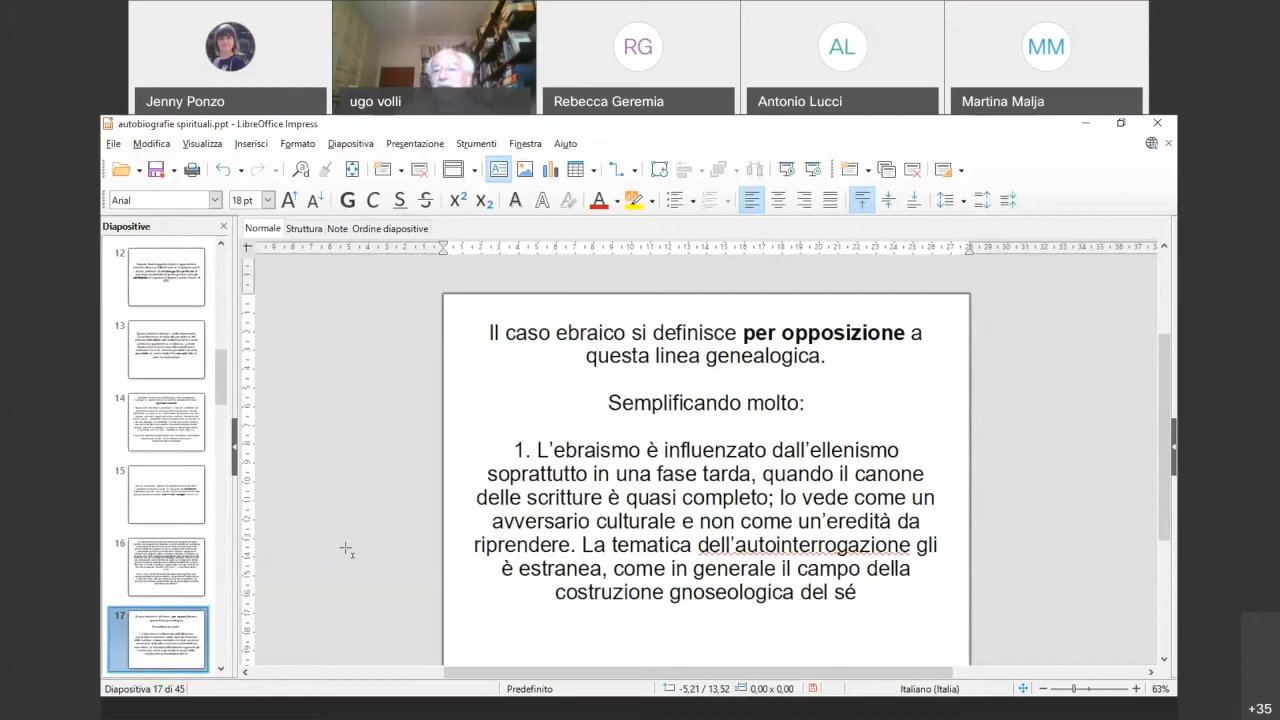 RG
AL
MM
Jenny Ponzo
ugo volli
Rebecca Geremia
Antonio Lucci
Martina Malja
autobiografie spirituali.ppt - LibreOffice Impress
File Modifica Visualizza Inserisci Formato Diapositiva Presentazione Strumenti Finestra Aiuto
Arial 18 pt
Diapositive
Normale Struttura Note Ordine diapositive
12
13
14
15
16
17
Il caso ebraico si definisce per opposizione a
questa linea genealogica.
Semplificando molto:
1. L’ebraismo è influenzato dall’ellenismo
soprattutto in una fase tarda, quando il canone
delle scritture è quasi completo; lo vede come un
avversario culturale e non come un’eredità da
riprendere. La tematica dell’autointerrogazione gli
è estranea, come in generale il campo della
costruzione gnoseologica del sé
Diapositiva 17 di 45
Predefinito
-5,21 / 13,52 0,00 x 0,00
Italiano (Italia)
63%
+35